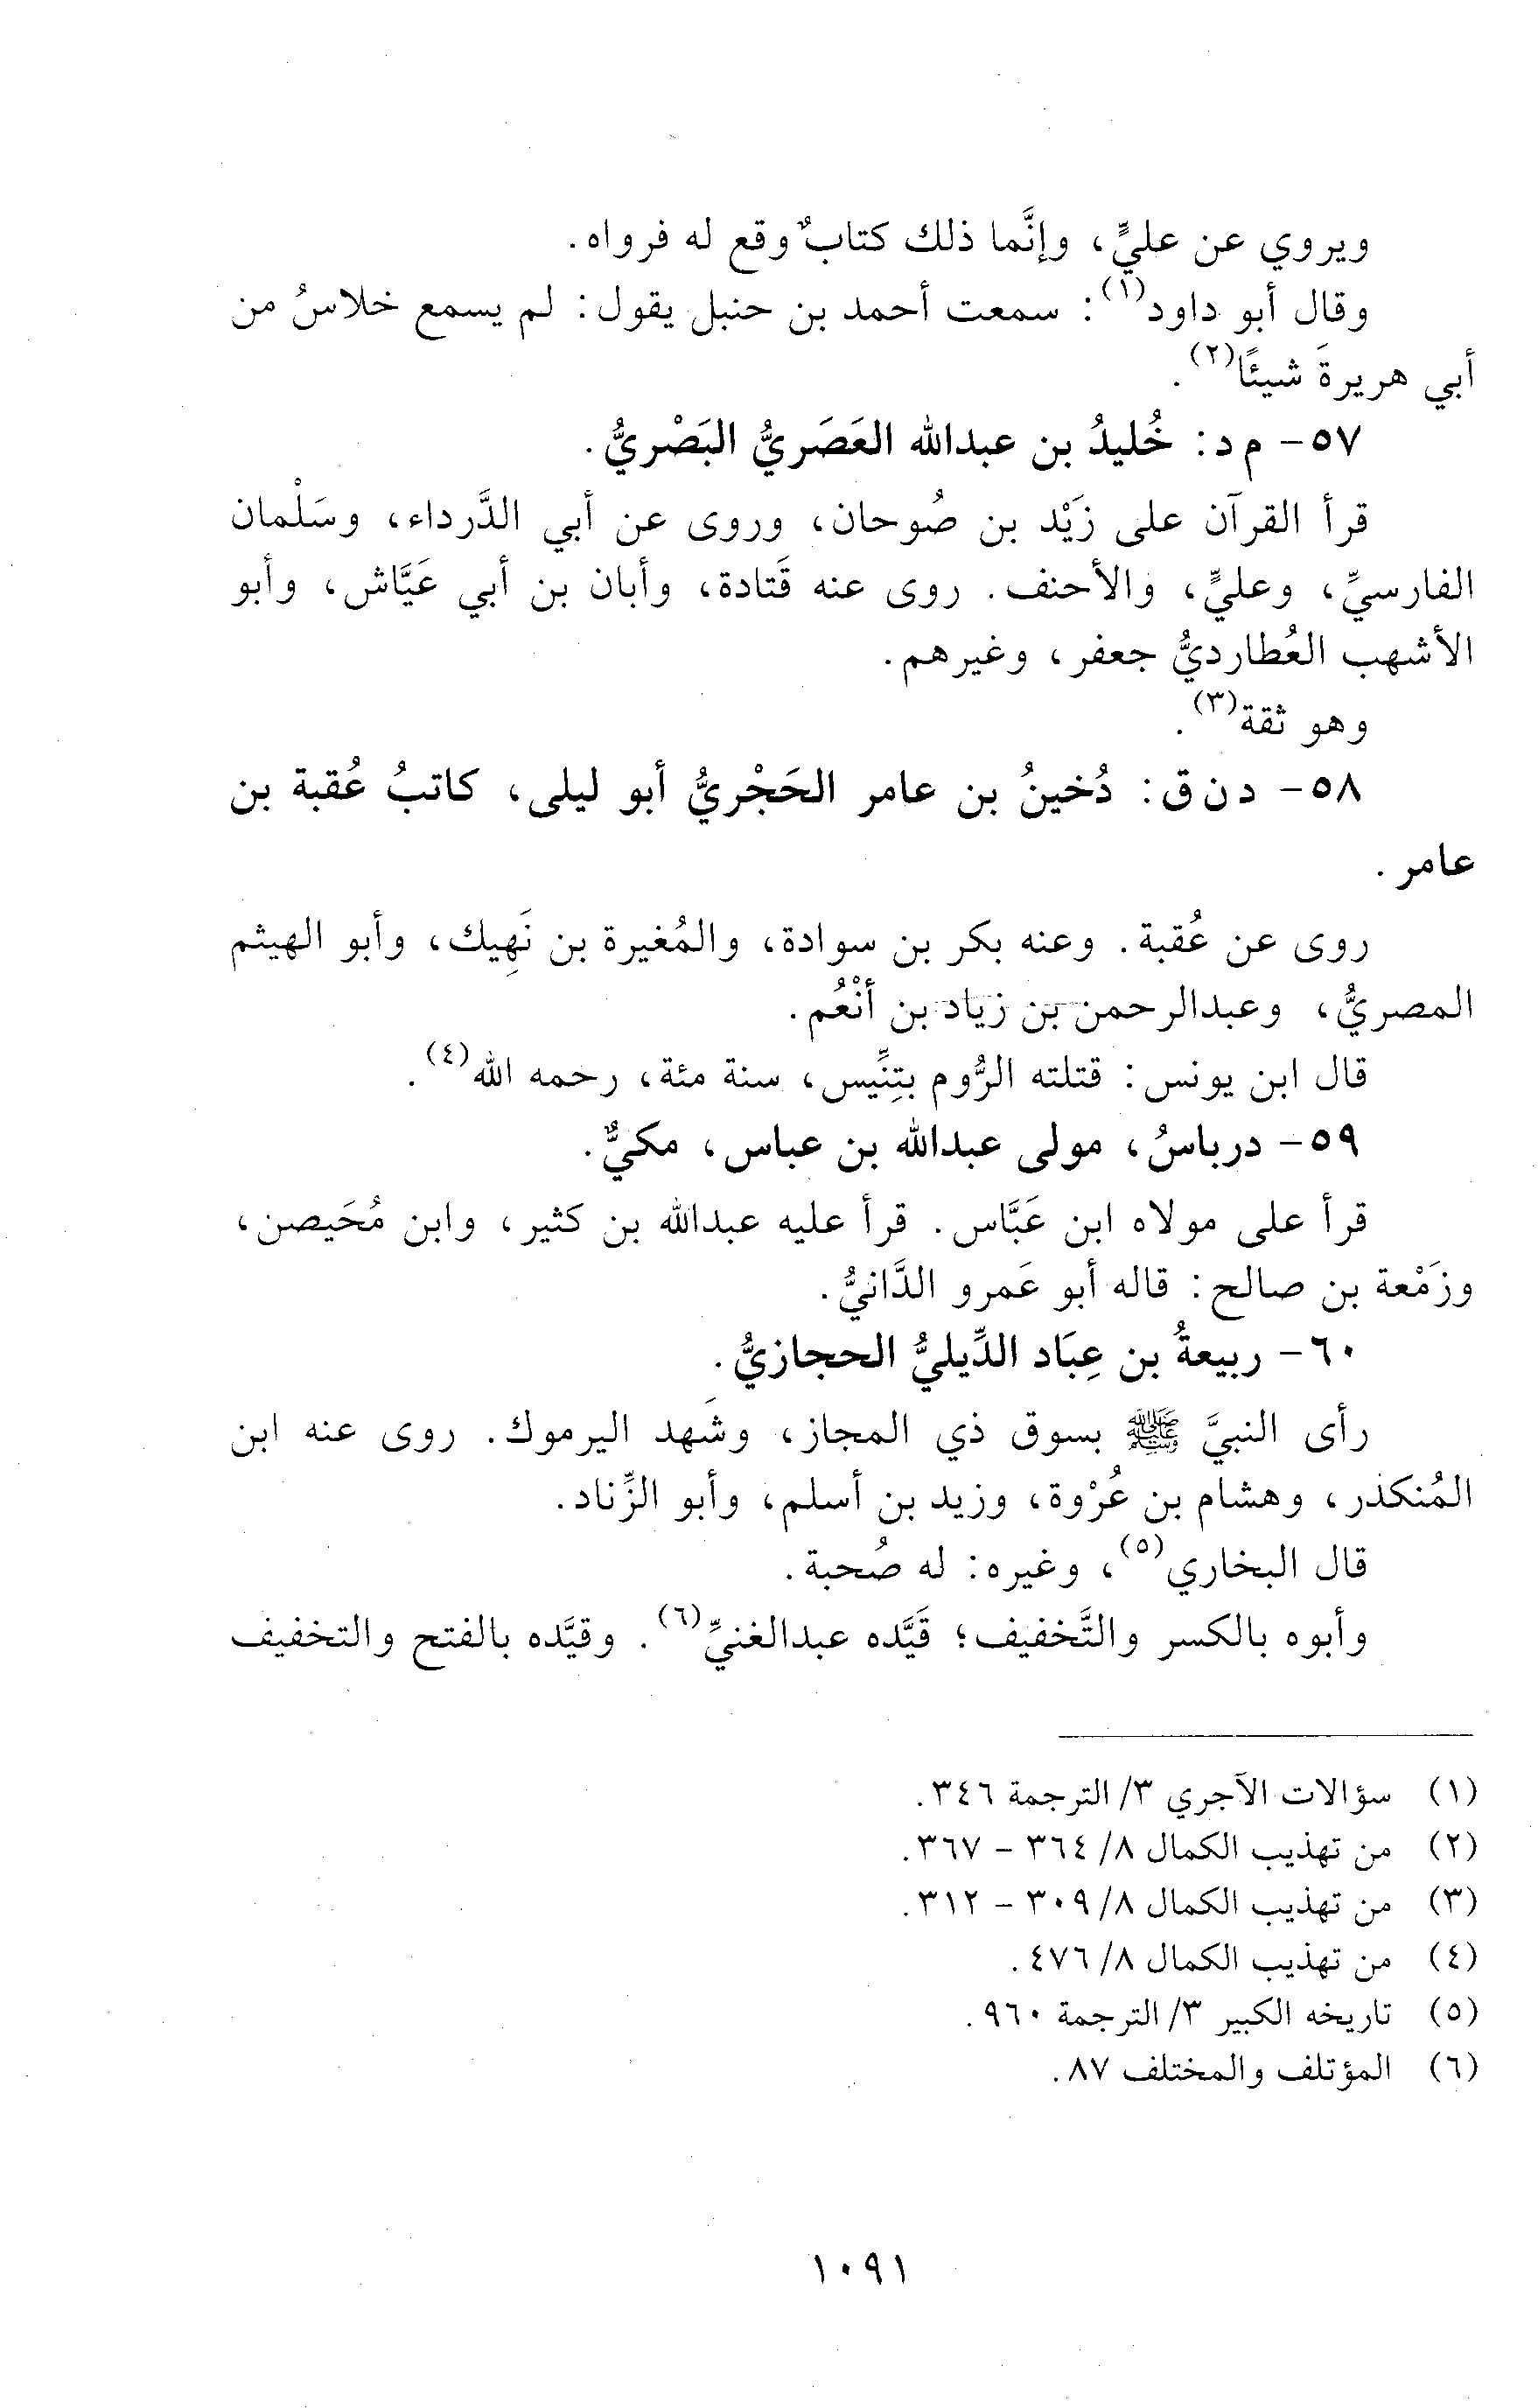 ويروي عن عليٍّ، وإنَّما ذلك كتابٌ وقع له فرواه.
وقال أبو داود(١): سمعت أحمد بن حنبل يقول: لم يسمع خلاسُ من
أبي هريرةَ شيئًا(٢).
٥٧- م د: خُليدُ بن عبدالله العَصَريُّ البَصْريُّ.
قرأ القرآن على زَيْد بن صُوحان، وروى عن أبي الدَّرداء، وسَلْمان
الفارسيِّ، وعليٍّ، والأحنف. روى عنه قَتادة، وأبان بن أبي عَيَّاش، وأبو
الأشهب العُطارديُّ جعفر، وغيرهم.
وهو ثقة(٣).
٥٨- د ن ق: دُخينُ بن عامر الحَجْريُّ أبو ليلى، كاتبُ عُقبة بن
عامر.
روى عن عُقبة. وعنه بكر بن سوادة، والمُغيرة بن نَهِيك، وأبو الهيثم
المصريُّ، وعبدالرحمن بن زياد بن أنْعُم.
قال ابن يونس: قتلته الرُّوم بتِنِّيس، سنة مئة، رحمه الله(٤).
٥٩- درباسُ، مولى عبدالله بن عباس، مكيٌّ.
قرأ على مولاه ابن عَبَّاس. قرأ عليه عبدالله بن كثير، وابن مُحَيصن،
وزَمْعة بن صالح: قاله أبو عَمرو الدَّانيُّ.
٦٠- ربيعةُ بن عِبَاد الدِّيليُّ الحجازيُّ.
رأى النبيَّ ﷺ بسوق ذي المجاز، وشَهد اليرموك. روى عنه ابن
المُنكدر، وهشام بن عُرْوة، وزيد بن أسلم، وأبو الزِّناد.
قال البخاري(٥)، وغيره: له صُحبة.
وأبوه بالكسر والتَّخفيف؛ قَيَّده عبدالغنيِّ(٦). وقيَّده بالفتح والتخفيف
(١) سؤالات الآجري ٣/ الترجمة ٣٤٦.
(٢) من تهذيب الكمال ٨/ ٣٦٤ - ٣٦٧.
(٣) من تهذيب الكمال ٨/ ٣٠٩ - ٣١٢.
(٤) من تهذيب الكمال ٨/ ٤٧٦.
(٥) تاريخه الكبير ٣/ الترجمة ٩٦٠.
(٦) المؤتلف والمختلف ٨٧.
١٠٩١